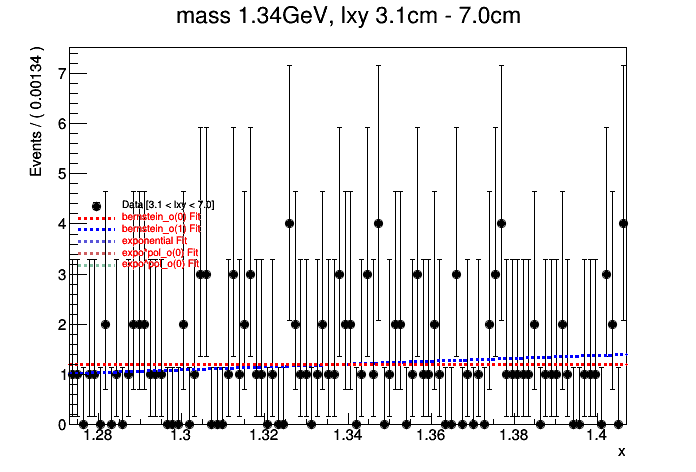 mass 1.34GeV, lxy 3.1cm - 7.0cm
Events / ( 0.00134 )
7
6
5
4
3
2
1
0
Data [3.1 < lxy < 7.0]
bernstein_o(0) Fit
bernstein_o(1) Fit
exponential Fit
expo*pol_o(0) Fit
expo*pol_o(0) Fit
1.28 1.3 1.32 1.34 1.36 1.38 1.4
x